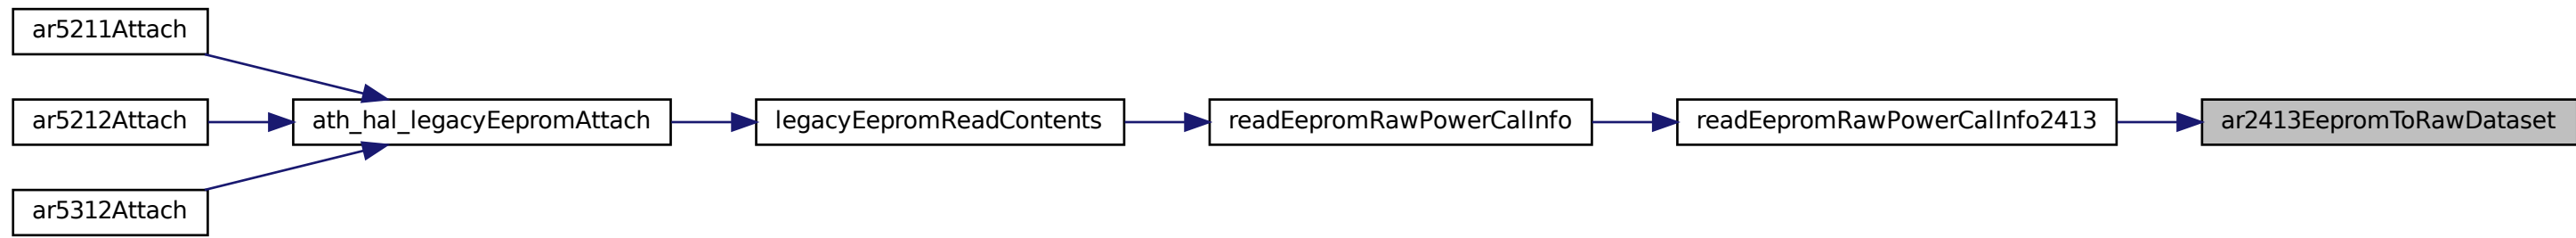 ar5211Attach
ar5212Attach
ar5312Attach
ath_hal_legacyEepromAttach
legacyEepromReadContents
readEepromRawPowerCalInfo
readEepromRawPowerCalInfo2413
ar2413EepromToRawDataset